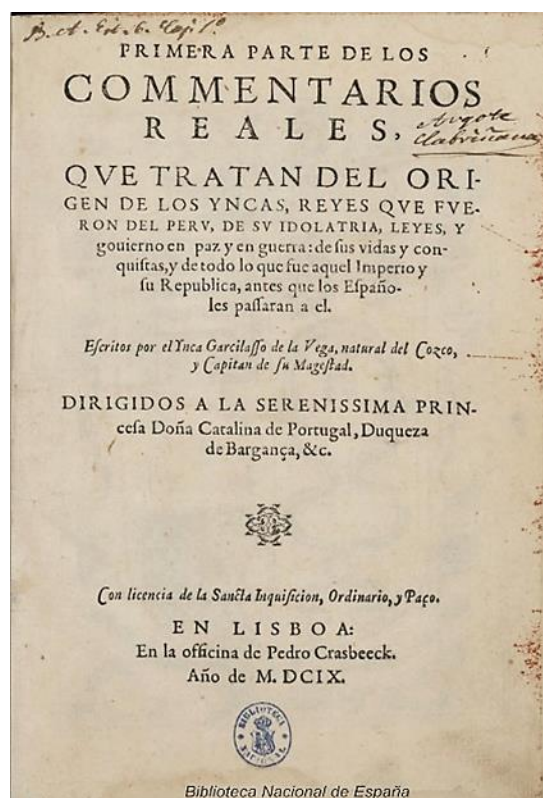 PRIMERA PARTE DE LOS
COMMENTARIOS
REALES,
QVE TRATAN DEL ORI-
GEN DE LOS YNCAS, REYES QVE FVE-
RON DEL PERV, DE SV IDOLATRIA, LEYES, Y
gouierno en paz y en guerra: de ſus vidas y con-
quiſtas, y de todo lo que fue aquel Imperio y
ſu Republica, antes que los Eſpaño-
les paſſaran a el.
Eſcritos por el Ynca Garcilaſſo de la Vega, natural del Cozco,
y Capitan de ſu Mageſtad.
DIRIGIDOS A LA SERENISSIMA PRIN-
ceſa Doña Catalina de Portugal, Duqueza
de Bargança, &c.
Con licencia de la Sancta Inquiſicion, Ordinario, y Paço.
EN LISBOA:
En la officina de Pedro Crasbeeck.
Año de M. DCIX.
BIBLIOTECA NACIONAL
Biblioteca Nacional de España